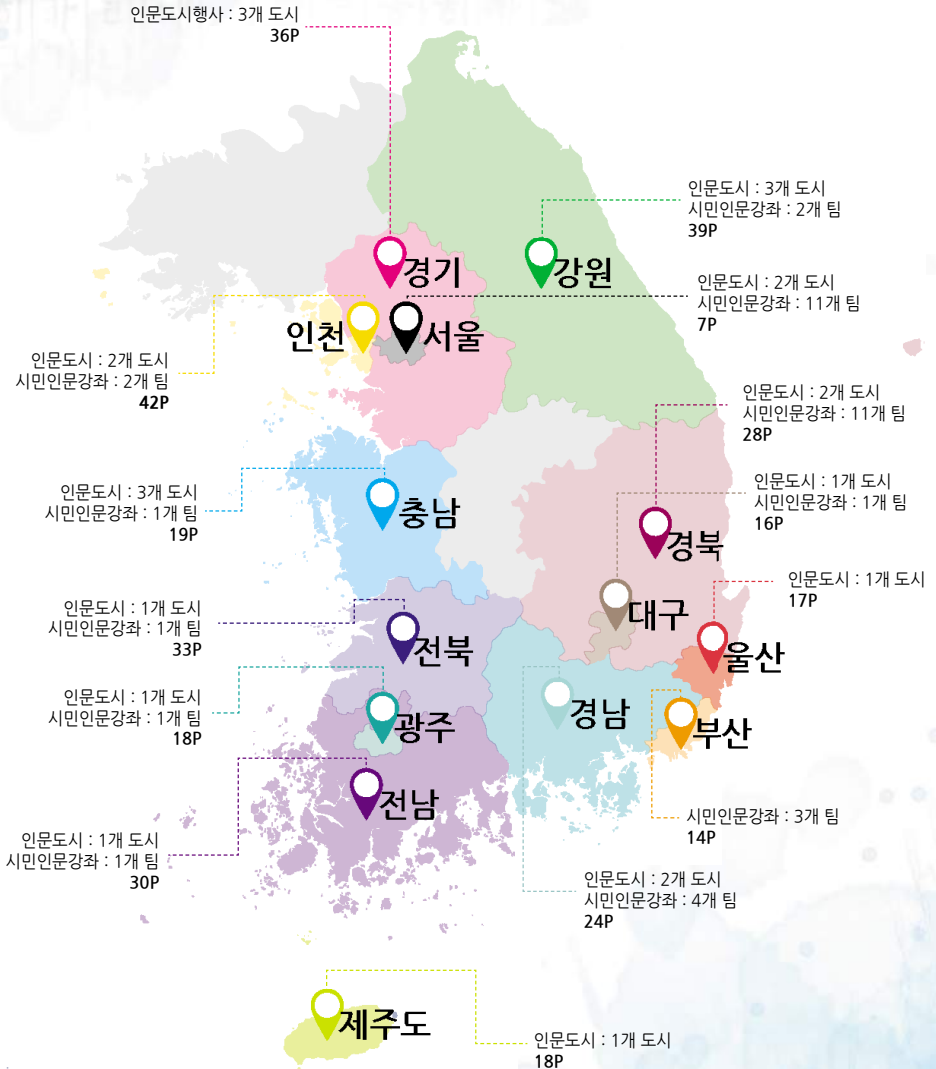 인문도시행사 : 3개 도시
36P
인문도시 : 3개 도시
시민인문강좌 : 2개 팀
39P
경기
강원
인문도시 : 2개 도시
시민인문강좌 : 11개 팀
7P
인천
서울
인문도시 : 2개 도시
시민인문강좌 : 2개 팀
42P
인문도시 : 2개 도시
시민인문강좌 : 11개 팀
28P
인문도시 : 3개 도시
시민인문강좌 : 1개 팀
19P
충남
인문도시 : 1개 도시
시민인문강좌 : 1개 팀
16P
경북
인문도시 : 1개 도시
17P
대구
인문도시 : 1개 도시
시민인문강좌 : 1개 팀
33P
전북
울산
인문도시 : 1개 도시
시민인문강좌 : 1개 팀
18P
광주
경남
부산
전남
시민인문강좌 : 3개 팀
14P
인문도시 : 1개 도시
시민인문강좌 : 1개 팀
30P
인문도시 : 2개 도시
시민인문강좌 : 4개 팀
24P
제주도
인문도시 : 1개 도시
18P